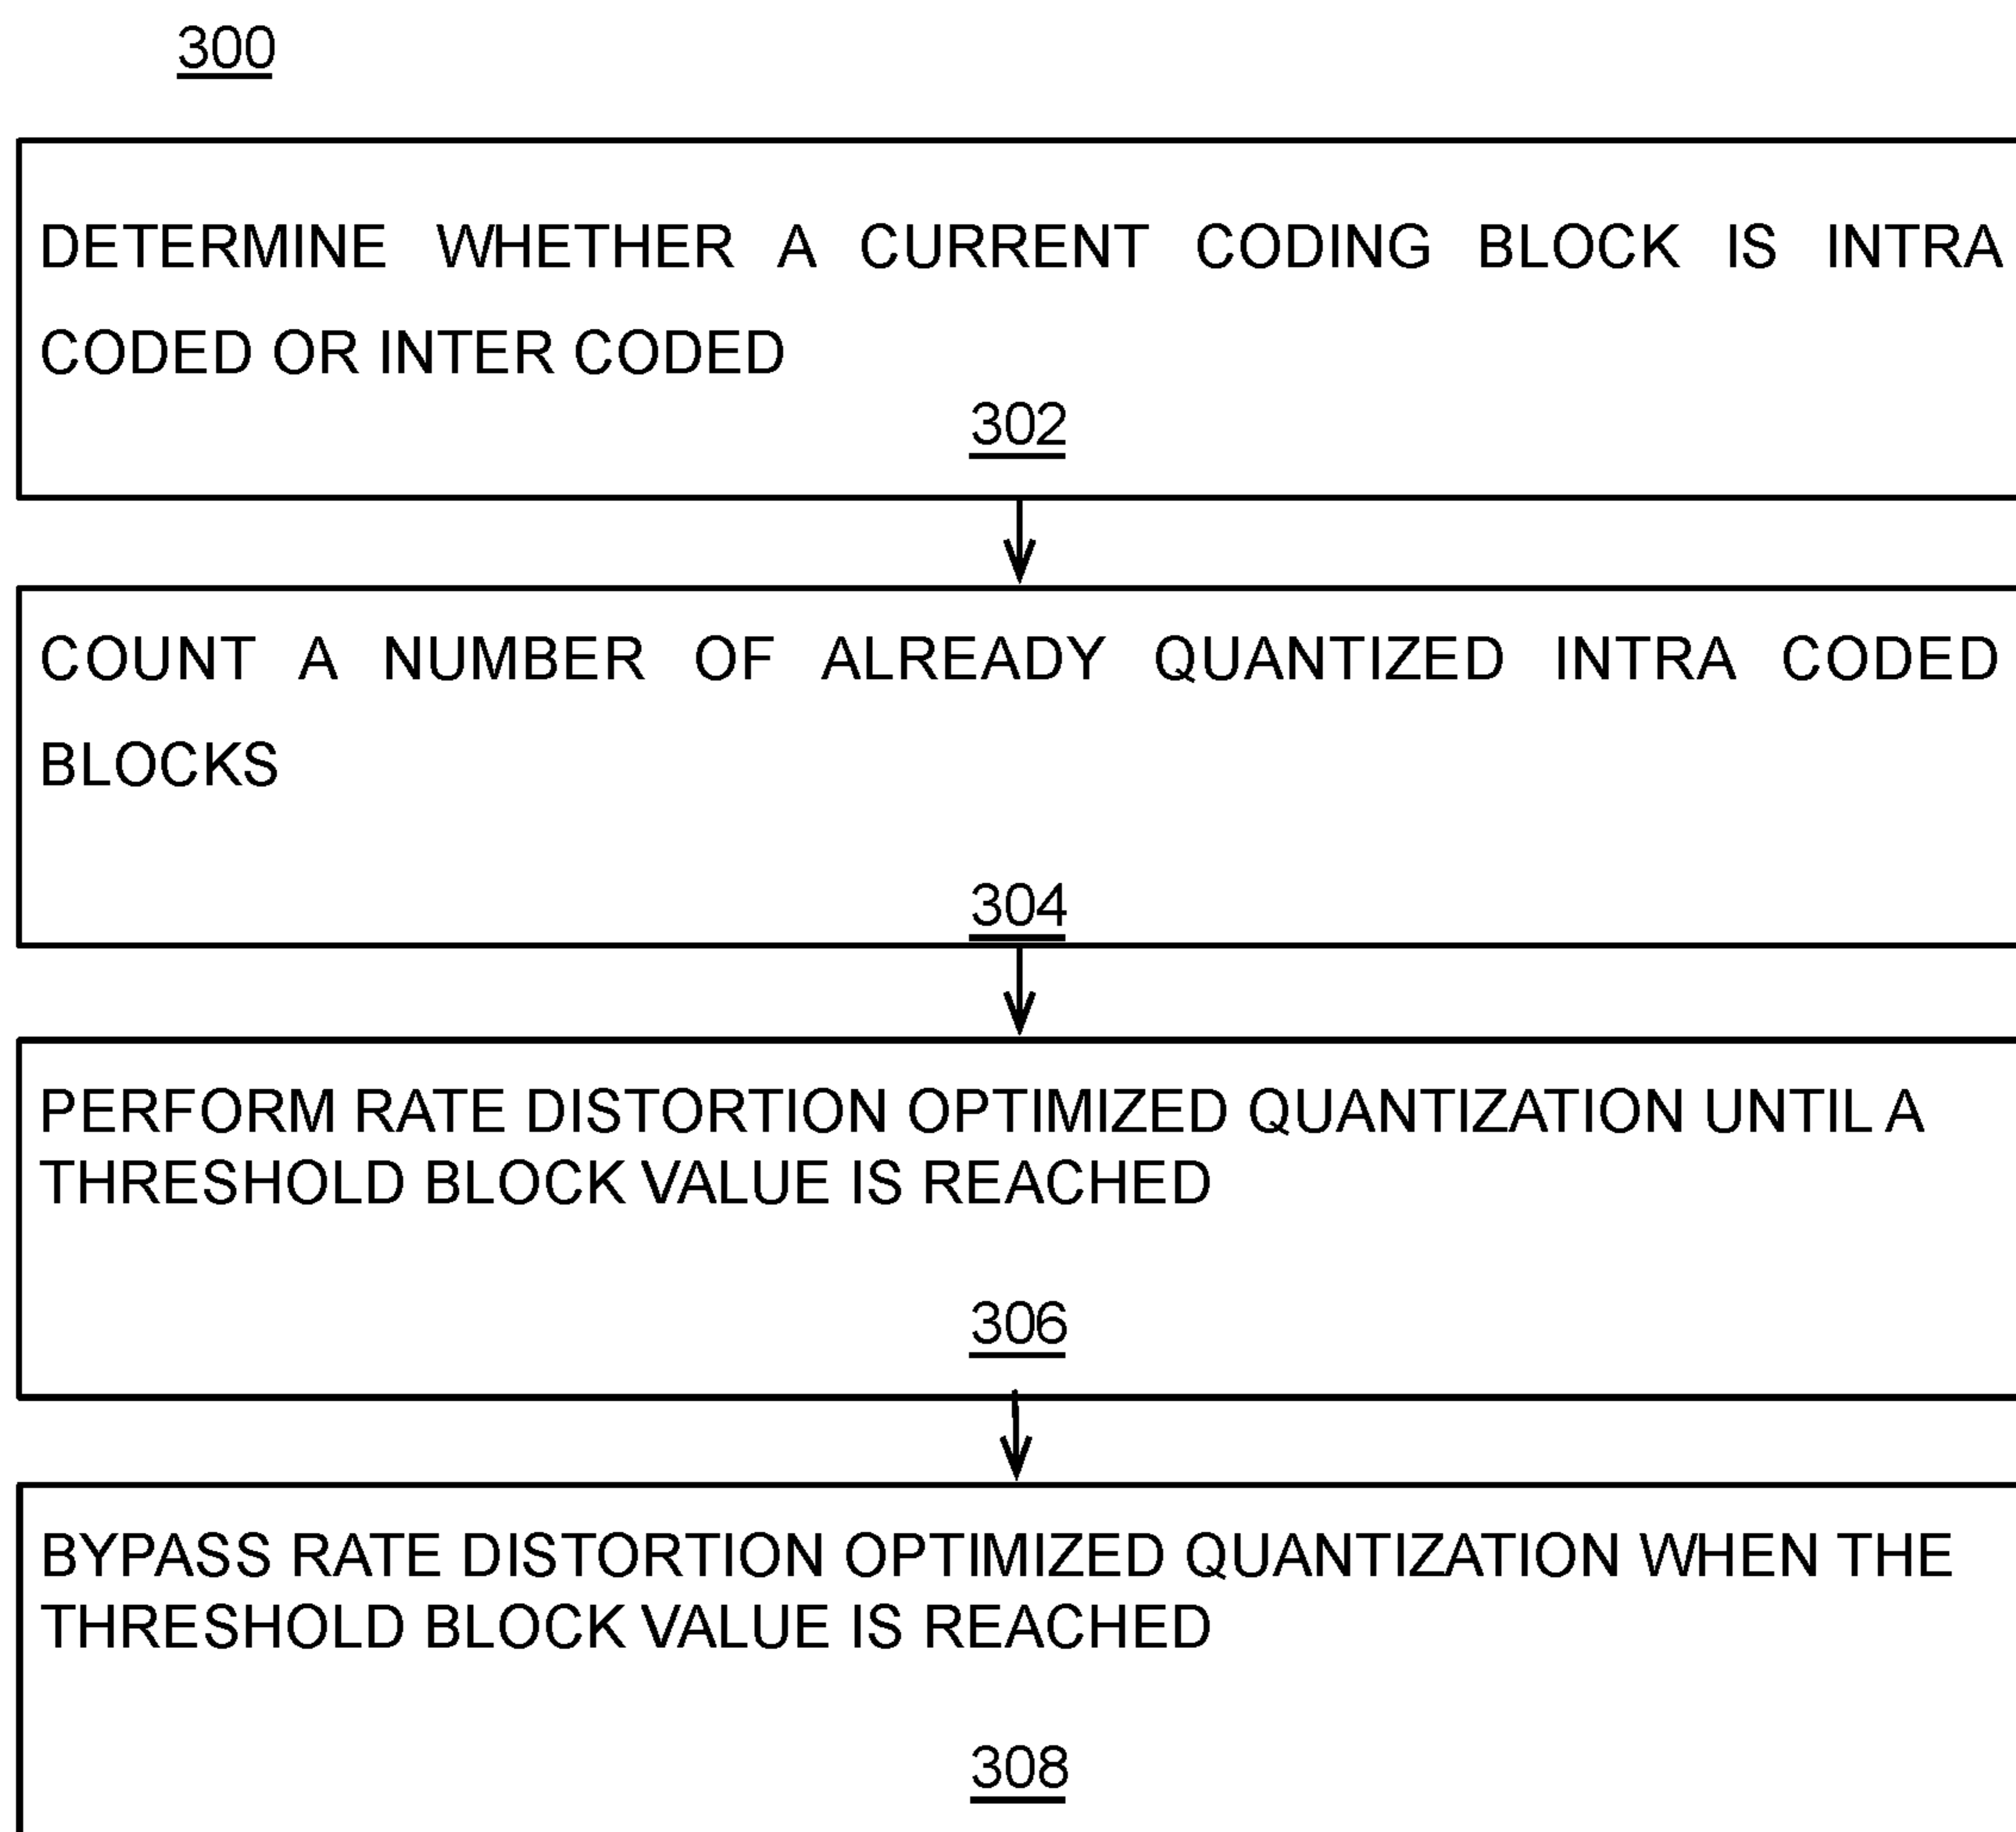 300
DETERMINE WHETHER A CURRENT CODING BLOCK IS INTRA
CODED OR INTER CODED
302
COUNT A NUMBER OF ALREADY QUANTIZED INTRA CODED
BLOCKS
304
PERFORM RATE DISTORTION OPTIMIZED QUANTIZATION UNTIL A
THRESHOLD BLOCK VALUE IS REACHED
306
BYPASS RATE DISTORTION OPTIMIZED QUANTIZATION WHEN THE
THRESHOLD BLOCK VALUE IS REACHED
308